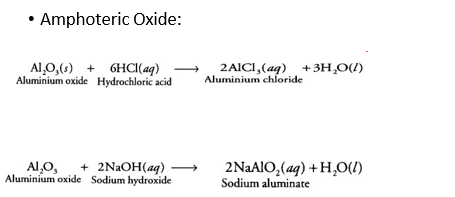 • Amphoteric Oxide:
Al₂O₃(s) + 6HCl(aq) ⟶ 2AlCl₃(aq) +3H₂O(l)
Aluminium oxide Hydrochloric acid Aluminium chloride
Al₂O₃ + 2NaOH(aq) ⟶ 2NaAlO₂(aq) +H₂O(l)
Aluminium oxide Sodium hydroxide Sodium aluminate